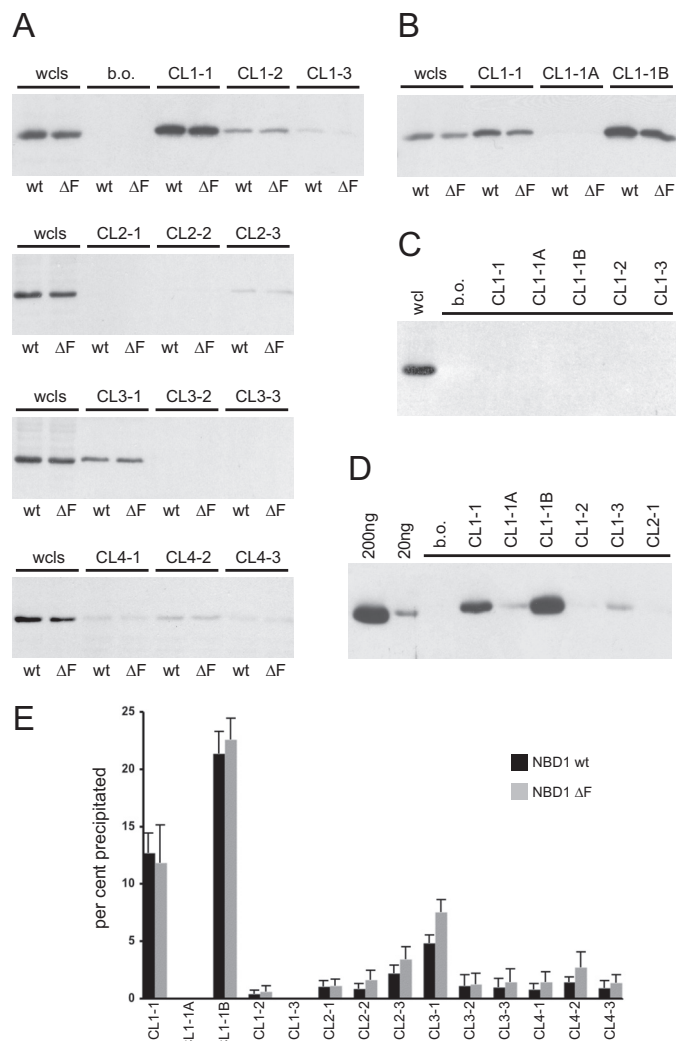 A
wcls b.o. CL1-1 CL1-2 CL1-3
wt ΔF wt ΔF wt ΔF wt ΔF wt ΔF
wcls CL2-1 CL2-2 CL2-3
wt ΔF wt ΔF wt ΔF wt ΔF
wcls CL3-1 CL3-2 CL3-3
wt ΔF wt ΔF wt ΔF wt ΔF
wcls CL4-1 CL4-2 CL4-3
wt ΔF wt ΔF wt ΔF wt ΔF
B
wcls CL1-1 CL1-1A CL1-1B
wt ΔF wt ΔF wt ΔF wt ΔF
C
wcl b.o. CL1-1 CL1-1A CL1-1B CL1-2 CL1-3
D
200ng 20ng b.o. CL1-1 CL1-1A CL1-1B CL1-2 CL1-3 CL2-1
E
per cent precipitated
25
20
15
10
5
0
NBD1 wt
NBD1 ΔF
CL1-1 CL1-1A CL1-1B CL1-2 CL1-3 CL2-1 CL2-2 CL2-3 CL3-1 CL3-2 CL3-3 CL4-1 CL4-2 CL4-3